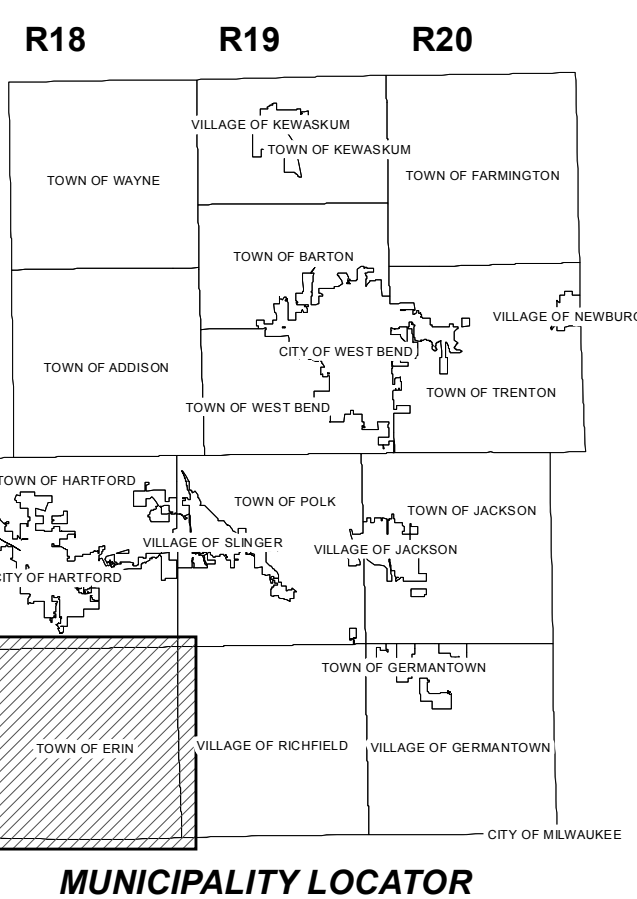 R18 R19 R20
VILLAGE OF KEWASKUM
TOWN OF KEWASKUM
TOWN OF WAYNE
TOWN OF FARMINGTON
TOWN OF BARTON
VILLAGE OF NEWBURG
CITY OF WEST BEND
TOWN OF ADDISON
TOWN OF TRENTON
TOWN OF WEST BEND
TOWN OF HARTFORD
TOWN OF POLK
TOWN OF JACKSON
VILLAGE OF SLINGER
VILLAGE OF JACKSON
CITY OF HARTFORD
TOWN OF GERMANTOWN
TOWN OF ERIN
VILLAGE OF RICHFIELD
VILLAGE OF GERMANTOWN
CITY OF MILWAUKEE
MUNICIPALITY LOCATOR